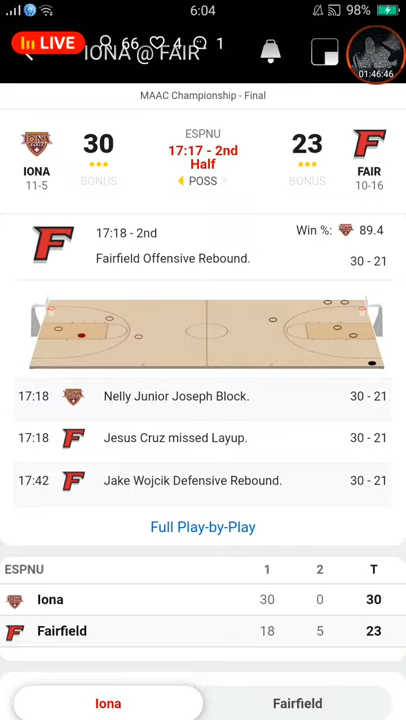 6:04
98%
LIVE
66 4 1
IONA @ FAIR
01:46:46
MAAC Championship - Final
IONA
11-5
30
BONUS
ESPNU
17:17 - 2nd
Half
POSS
23
BONUS
FAIR
10-16
17:18 - 2nd
Win %: 89.4
Fairfield Offensive Rebound.
30 - 21
17:18 Nelly Junior Joseph Block. 30 - 21
17:18 Jesus Cruz missed Layup. 30 - 21
17:42 Jake Wojcik Defensive Rebound. 30 - 21
Full Play-by-Play
ESPNU 1 2 T
Iona 30 0 30
Fairfield 18 5 23
Iona Fairfield